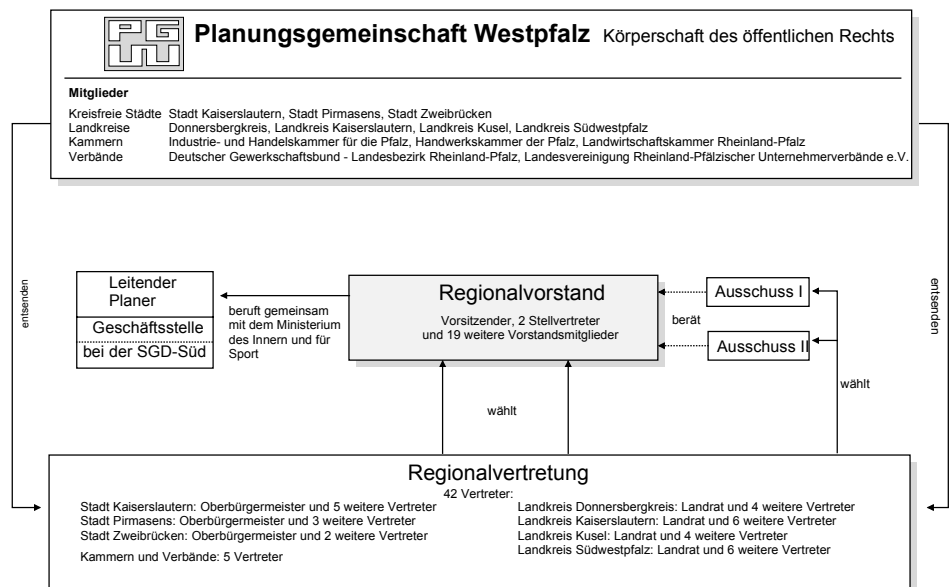 PGW
Planungsgemeinschaft Westpfalz Körperschaft des öffentlichen Rechts
Mitglieder
Kreisfreie Städte Stadt Kaiserslautern, Stadt Pirmasens, Stadt Zweibrücken
Landkreise Donnersbergkreis, Landkreis Kaiserslautern, Landkreis Kusel, Landkreis Südwestpfalz
Kammern Industrie- und Handelskammer für die Pfalz, Handwerkskammer der Pfalz, Landwirtschaftskammer Rheinland-Pfalz
Verbände Deutscher Gewerkschaftsbund - Landesbezirk Rheinland-Pfalz, Landesvereinigung Rheinland-Pfälzischer Unternehmerverbände e.V.
entsenden
entsenden
Leitender
Planer
Geschäftsstelle
bei der SGD-Süd
beruft gemeinsam
mit dem Ministerium
des Innern und für
Sport
Regionalvorstand
Vorsitzender, 2 Stellvertreter
und 19 weitere Vorstandsmitglieder
berät
Ausschuss I
Ausschuss II
wählt
wählt
Regionalvertretung
42 Vertreter:
Stadt Kaiserslautern: Oberbürgermeister und 5 weitere Vertreter
Stadt Pirmasens: Oberbürgermeister und 3 weitere Vertreter
Stadt Zweibrücken: Oberbürgermeister und 2 weitere Vertreter
Kammern und Verbände: 5 Vertreter
Landkreis Donnersbergkreis: Landrat und 4 weitere Vertreter
Landkreis Kaiserslautern: Landrat und 6 weitere Vertreter
Landkreis Kusel: Landrat und 4 weitere Vertreter
Landkreis Südwestpfalz: Landrat und 6 weitere Vertreter